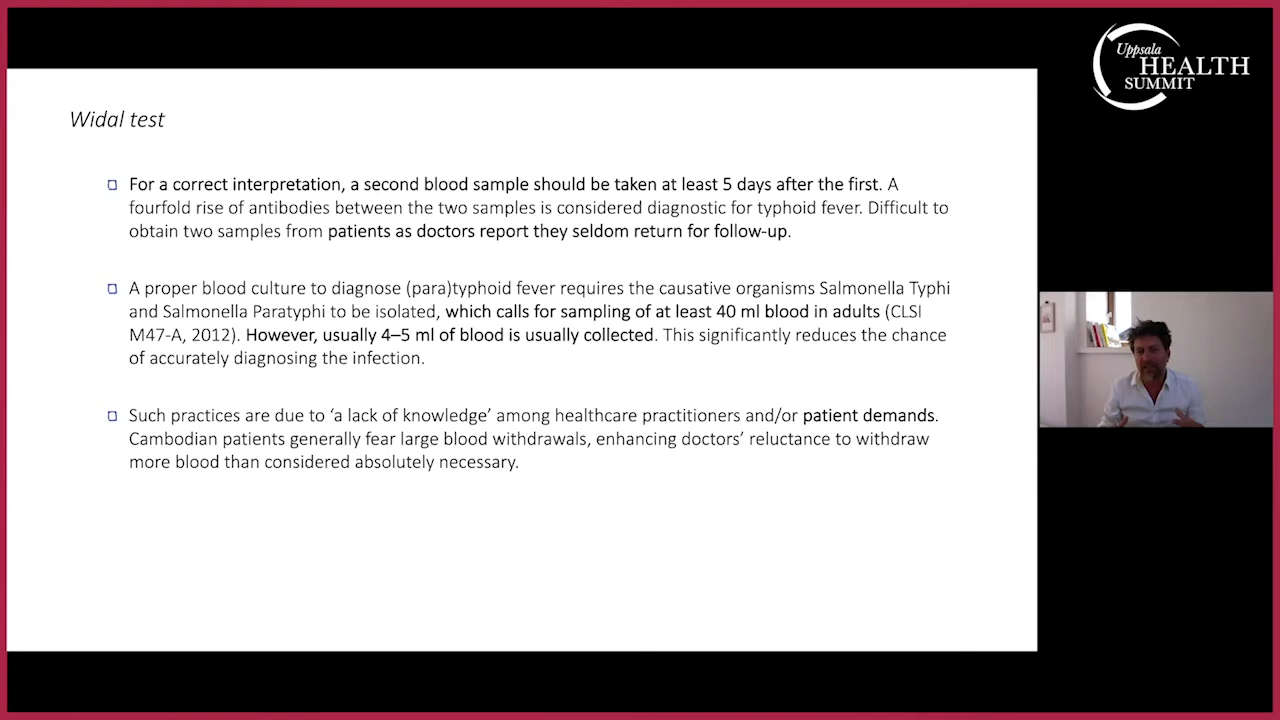 Uppsala
HEALTH
SUMMIT
Widal test
For a correct interpretation, a second blood sample should be taken at least 5 days after the first. A
fourfold rise of antibodies between the two samples is considered diagnostic for typhoid fever. Difficult to
obtain two samples from patients as doctors report they seldom return for follow-up.
A proper blood culture to diagnose (para)typhoid fever requires the causative organisms Salmonella Typhi
and Salmonella Paratyphi to be isolated, which calls for sampling of at least 40 ml blood in adults (CLSI
M47-A, 2012). However, usually 4–5 ml of blood is usually collected. This significantly reduces the chance
of accurately diagnosing the infection.
Such practices are due to ‘a lack of knowledge’ among healthcare practitioners and/or patient demands.
Cambodian patients generally fear large blood withdrawals, enhancing doctors’ reluctance to withdraw
more blood than considered absolutely necessary.